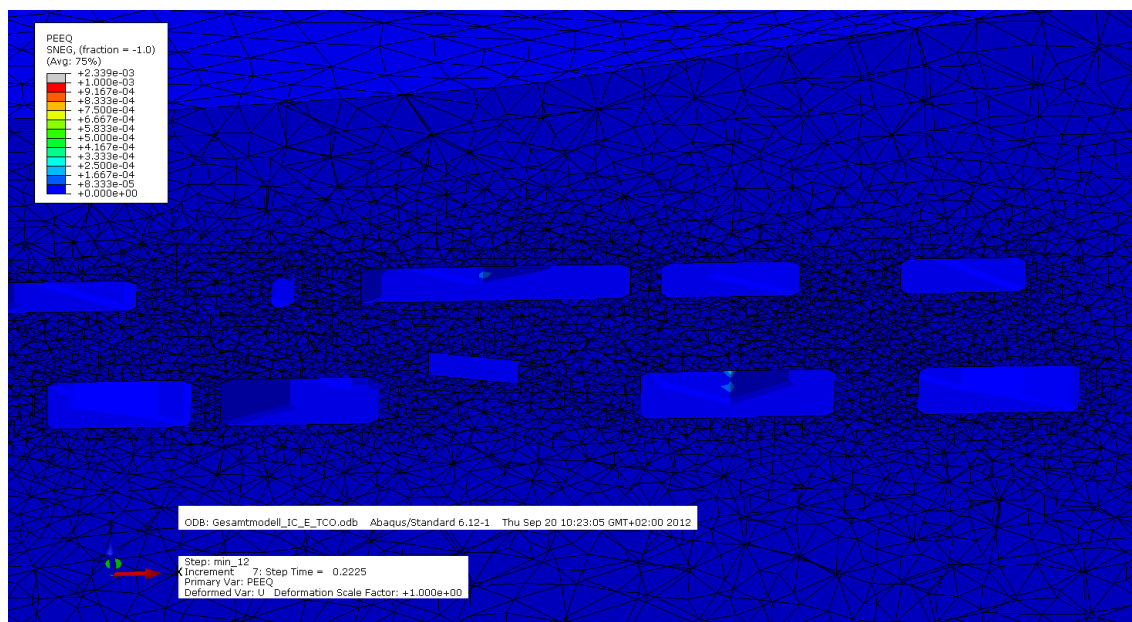 PEEQ
SNEG, (fraction = -1.0)
(Avg: 75%)
+2.339e-03
+1.000e-03
+9.167e-04
+8.333e-04
+7.500e-04
+6.667e-04
+5.833e-04
+5.000e-04
+4.167e-04
+3.333e-04
+2.500e-04
+1.667e-04
+8.333e-05
+0.000e+00
ODB: Gesamtmodell_IC_E_TCO.odb Abaqus/Standard 6.12-1 Thu Sep 20 10:23:05 GMT+02:00 2012
X
Step: min_12
Increment 7: Step Time = 0.2225
Primary Var: PEEQ
Deformed Var: U Deformation Scale Factor: +1.000e+00